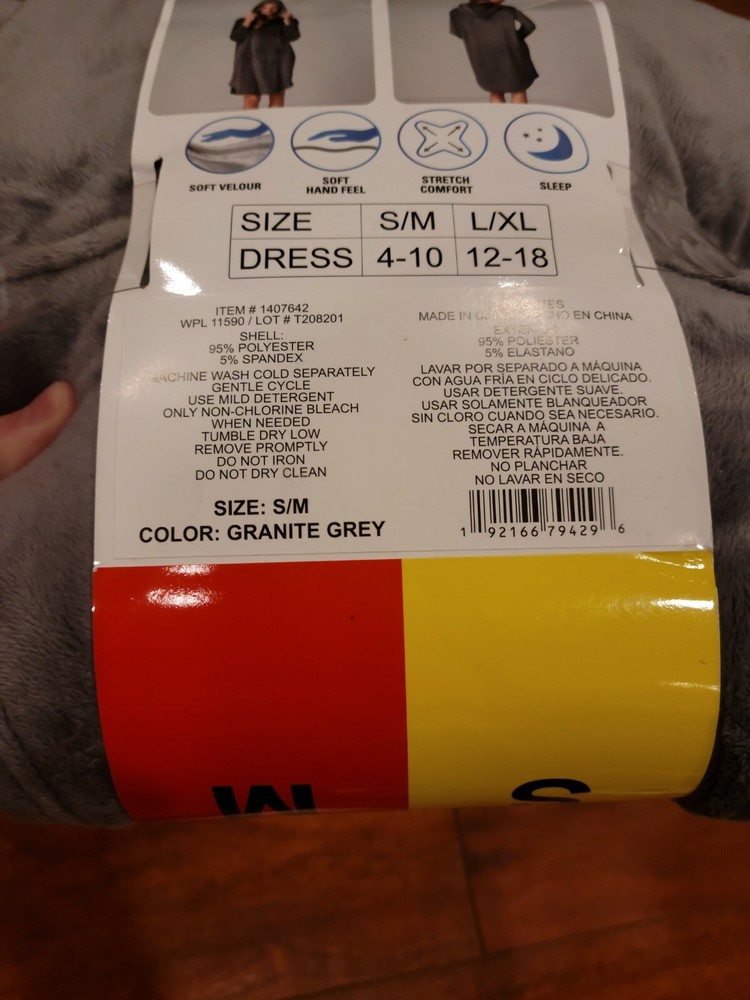 SOFT VELOUR
SOFT
HAND FEEL
STRETCH
COMFORT
SLEEP
SIZE S/M L/XL
DRESS 4-10 12-18
ITEM # 1407642
WPL 11590 / LOT # T208201
SHELL:
95% POLYESTER
5% SPANDEX
MACHINE WASH COLD SEPARATELY
GENTLE CYCLE
USE MILD DETERGENT
ONLY NON-CHLORINE BLEACH
WHEN NEEDED
TUMBLE DRY LOW
REMOVE PROMPTLY
DO NOT IRON
DO NOT DRY CLEAN
SIZE: S/M
COLOR: GRANITE GREY
MADE IN EN CHINA
95% POLIÉSTER
5% ELASTANO
LAVAR POR SEPARADO A MÁQUINA
CON AGUA FRÍA EN CICLO DELICADO.
USAR DETERGENTE SUAVE.
USAR SOLAMENTE BLANQUEADOR
SIN CLORO CUANDO SEA NECESARIO.
SECAR A MÁQUINA A
TEMPERATURA BAJA
REMOVER RÁPIDAMENTE.
NO PLANCHAR
NO LAVAR EN SECO
1 92166 79429 6
M S